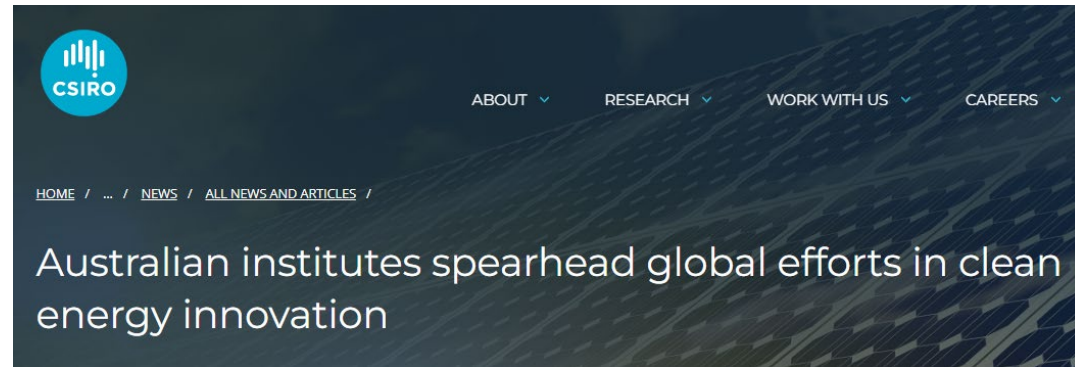 CSIRO
ABOUT RESEARCH WORK WITH US CAREERS
HOME / ... / NEWS / ALL NEWS AND ARTICLES /
Australian institutes spearhead global efforts in clean
energy innovation